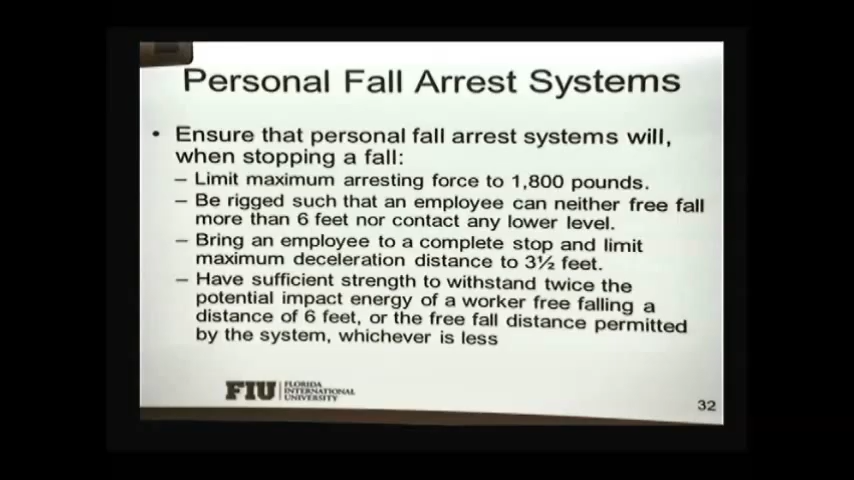 Personal Fall Arrest Systems
• Ensure that personal fall arrest systems will,
when stopping a fall:
– Limit maximum arresting force to 1,800 pounds.
– Be rigged such that an employee can neither free fall
more than 6 feet nor contact any lower level.
– Bring an employee to a complete stop and limit
maximum deceleration distance to 3½ feet.
– Have sufficient strength to withstand twice the
potential impact energy of a worker free falling a
distance of 6 feet, or the free fall distance permitted
by the system, whichever is less
FIU
FLORIDA
INTERNATIONAL
UNIVERSITY
32